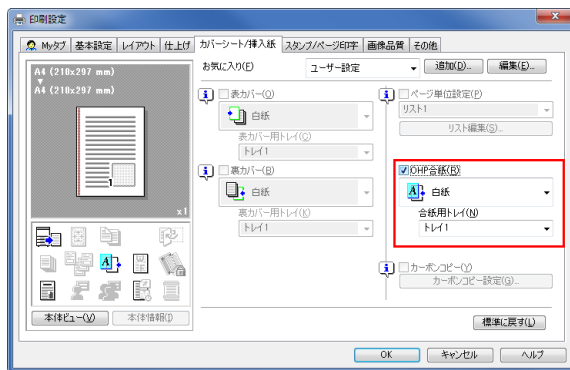 印刷設定
Myタブ 基本設定 レイアウト 仕上げ カバーシート/挿入紙 スタンプ/ページ印字 画像品質 その他
A4 (210x297 mm)
A4 (210x297 mm)
1
x1
本体ビュー(V) 本体情報(I)
お気に入り(F) ユーザー設定 追加(D)... 編集(E)...
表カバー(O)
白紙
表カバー用トレイ(C)
トレイ1
裏カバー(B)
白紙
裏カバー用トレイ(K)
トレイ1
ページ単位設定(P)
リスト1
リスト編集(S)...
OHP合紙(R)
白紙
合紙用トレイ(N)
トレイ1
カーボンコピー(Y)
カーボンコピー設定(G)...
標準に戻す(L)
OK キャンセル ヘルプ